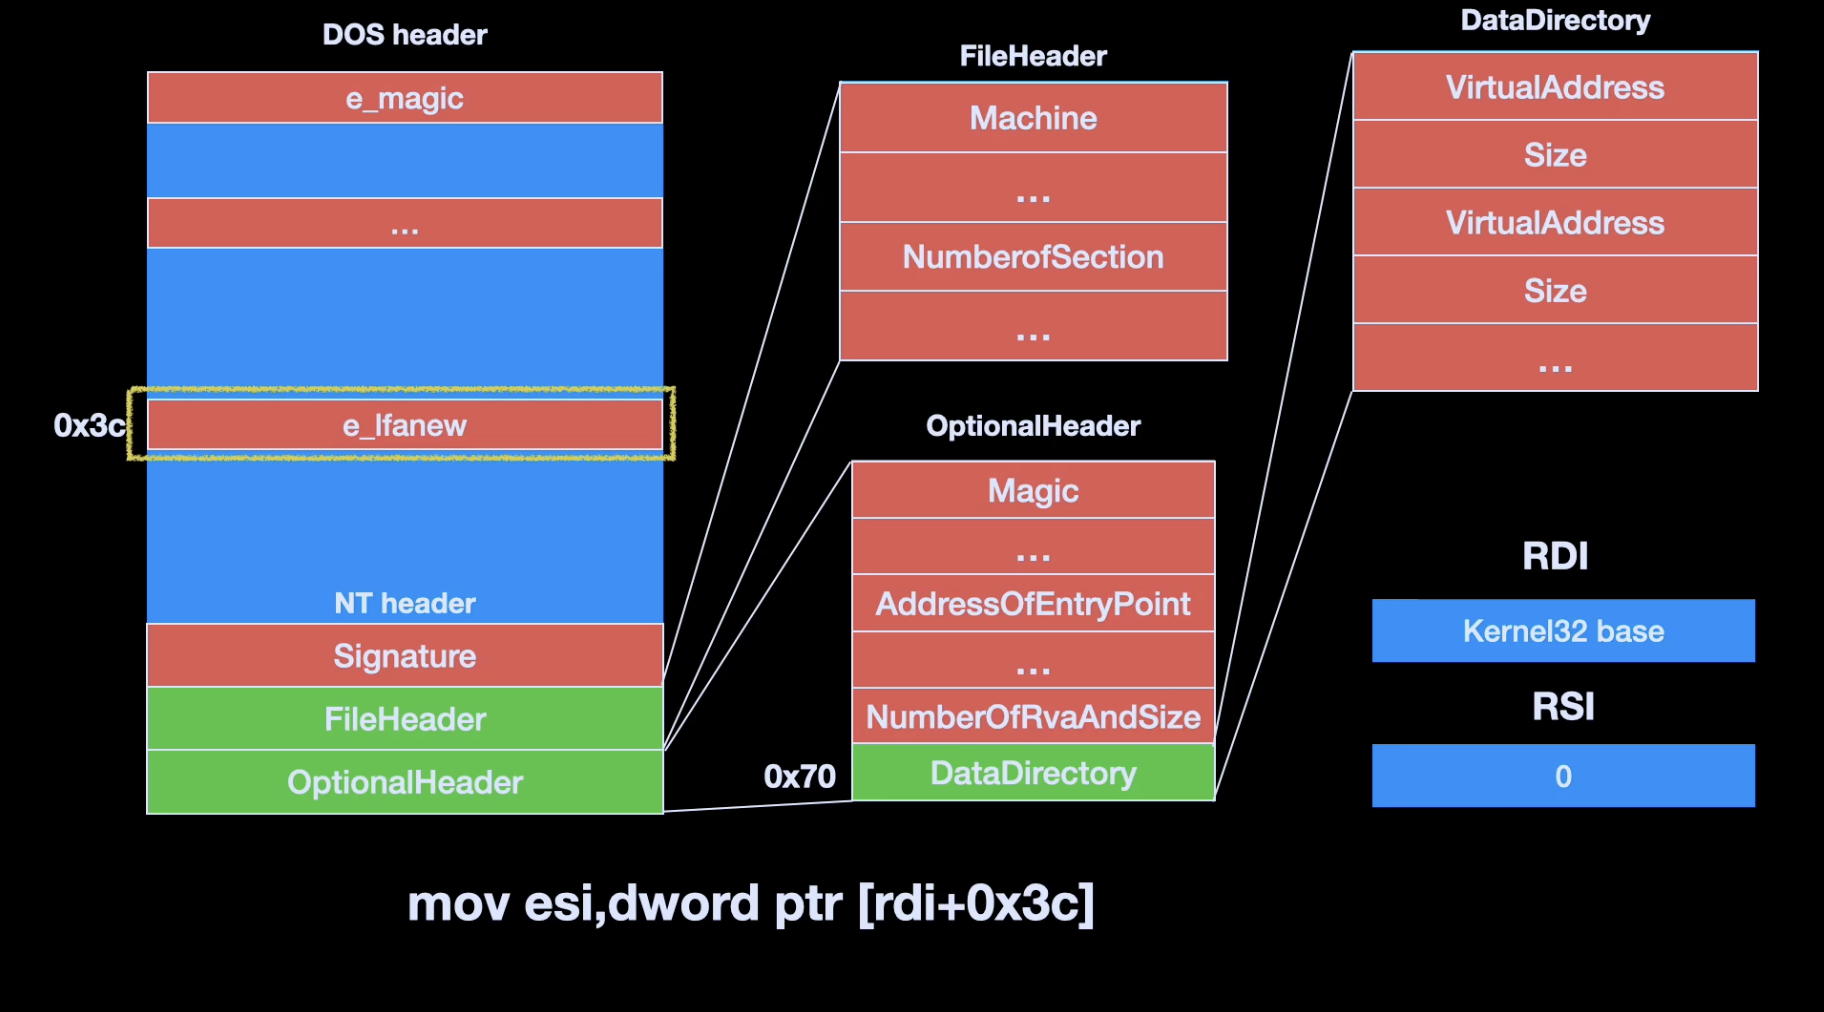 DOS header
e_magic
...
0x3c
e_lfanew
NT header
Signature
FileHeader
OptionalHeader
FileHeader
Machine
...
NumberofSection
...
OptionalHeader
Magic
...
AddressOfEntryPoint
...
NumberOfRvaAndSize
0x70
DataDirectory
DataDirectory
VirtualAddress
Size
VirtualAddress
Size
...
RDI
Kernel32 base
RSI
0
mov esi,dword ptr [rdi+0x3c]